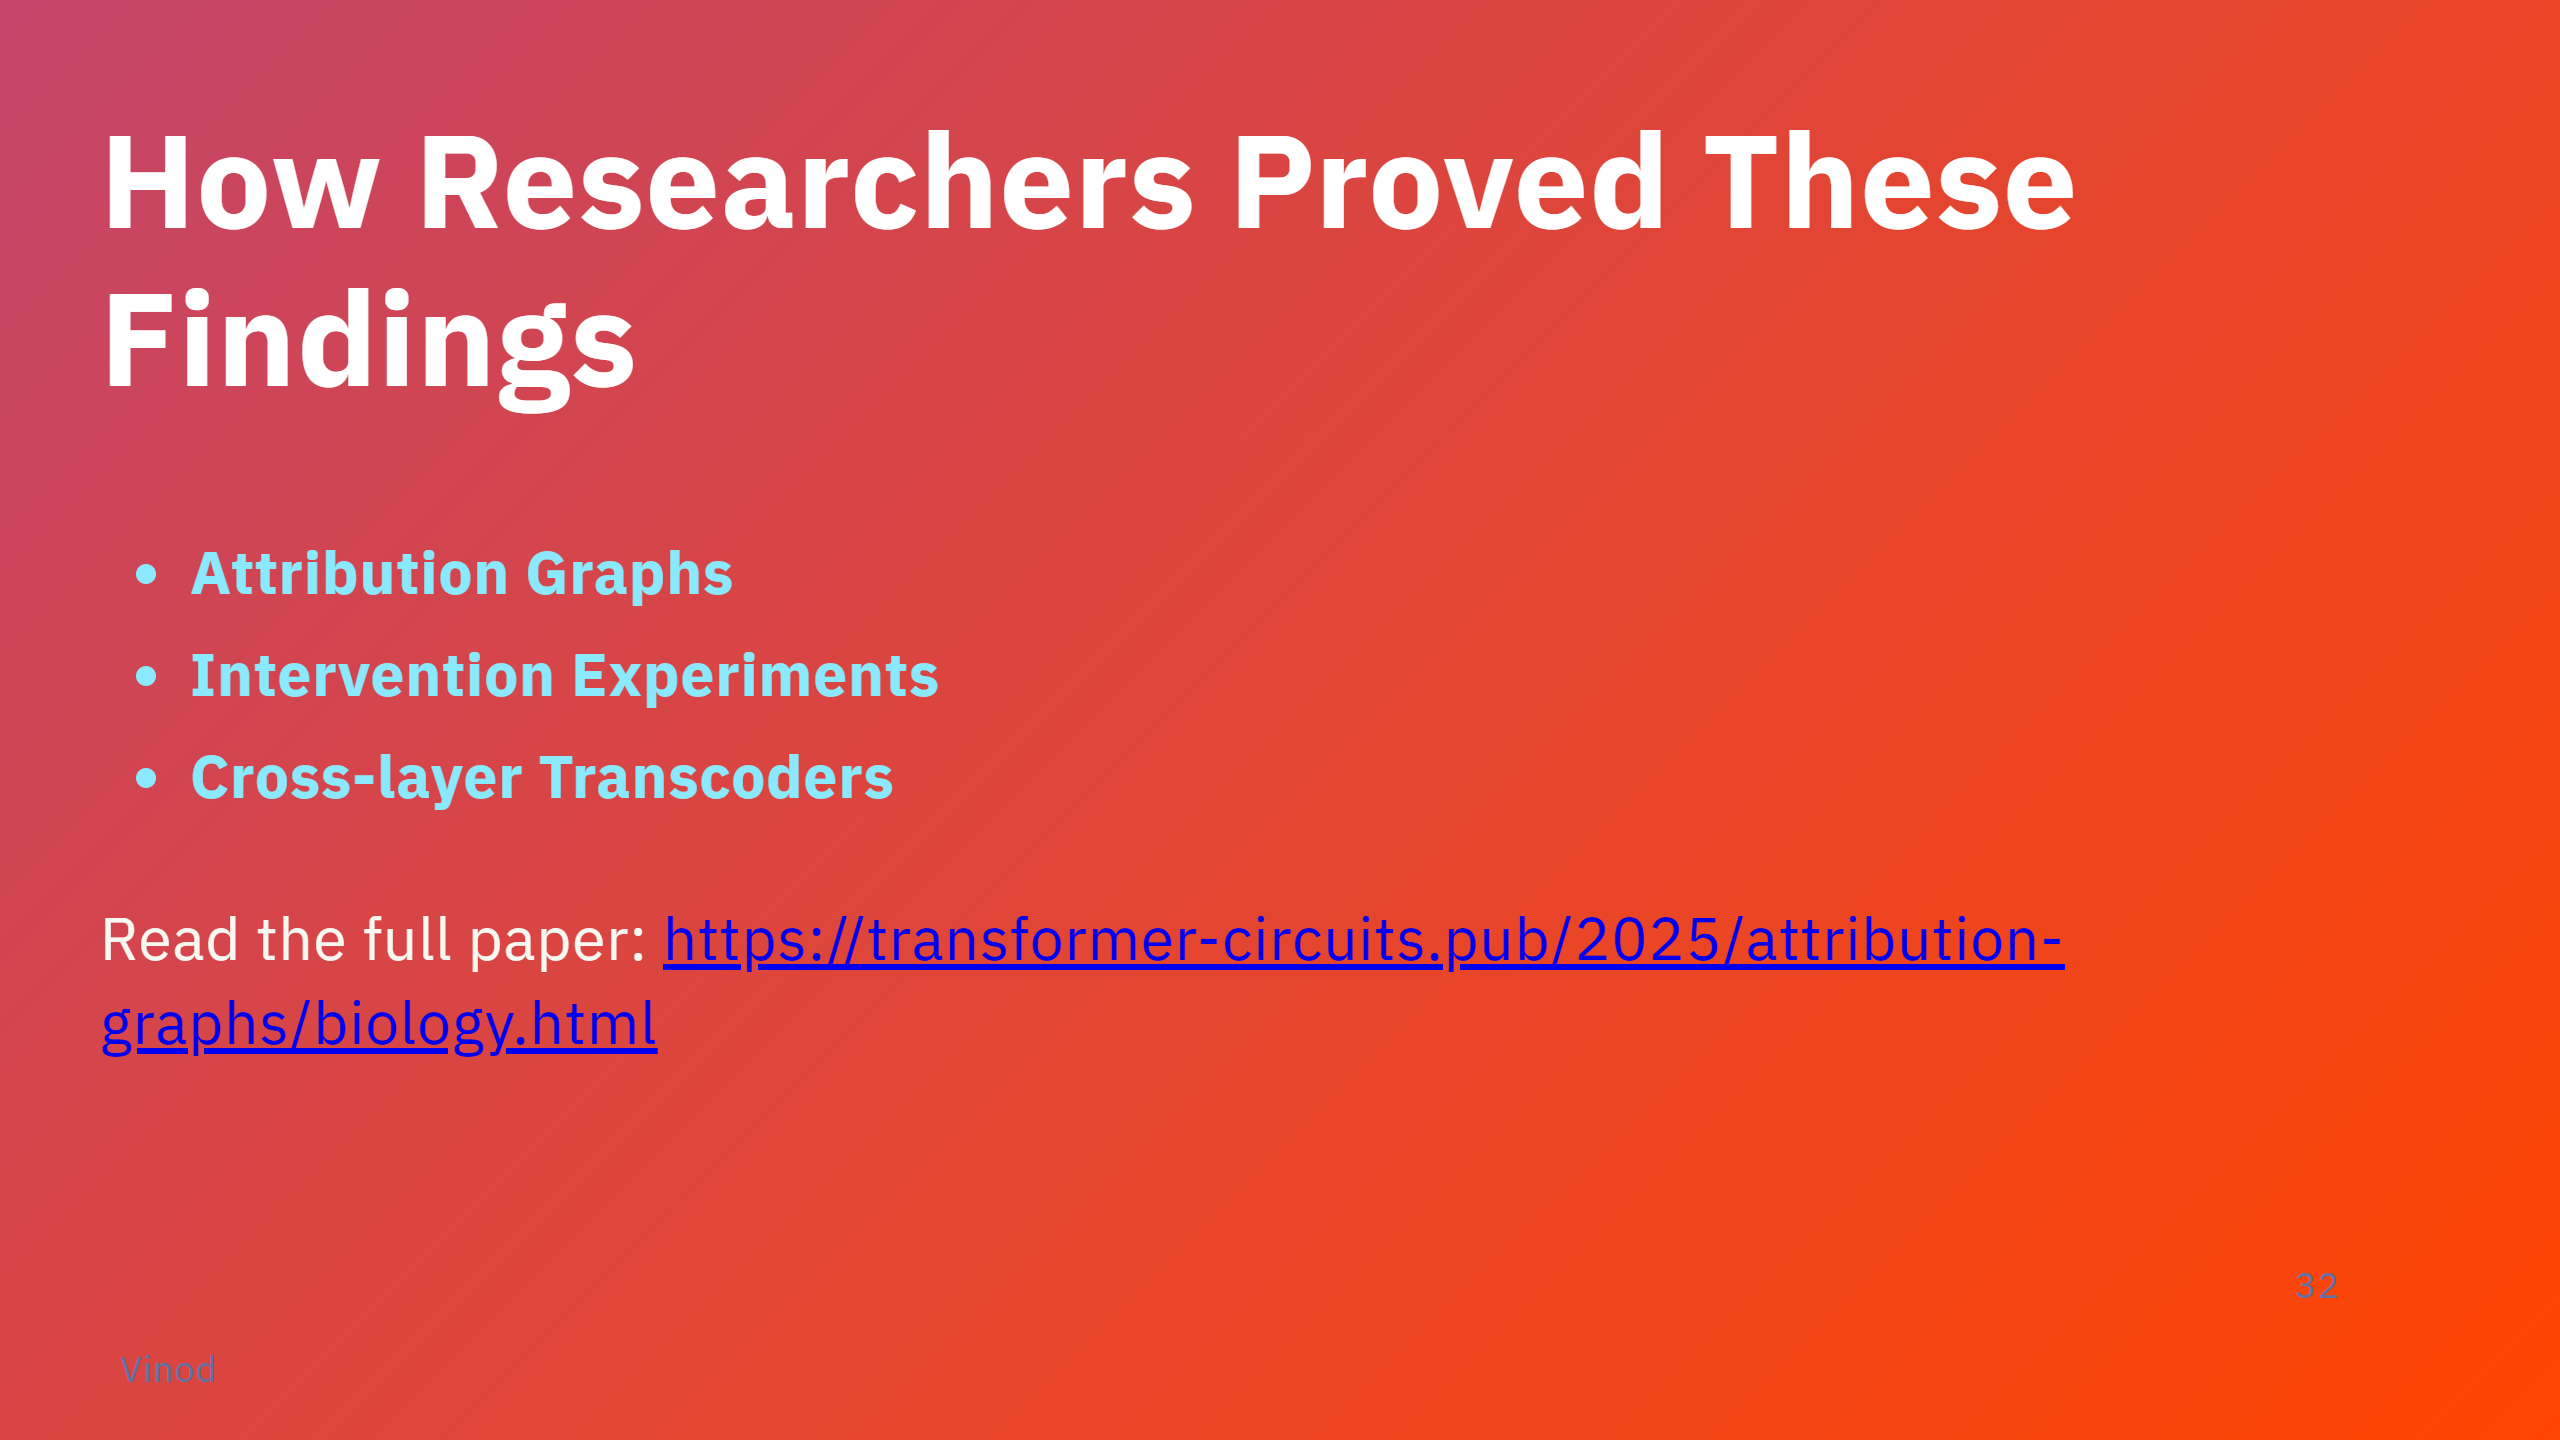 How Researchers Proved These
Findings
• Attribution Graphs
• Intervention Experiments
• Cross-layer Transcoders
Read the full paper: https://transformer-circuits.pub/2025/attribution-
graphs/biology.html
32
Vinod